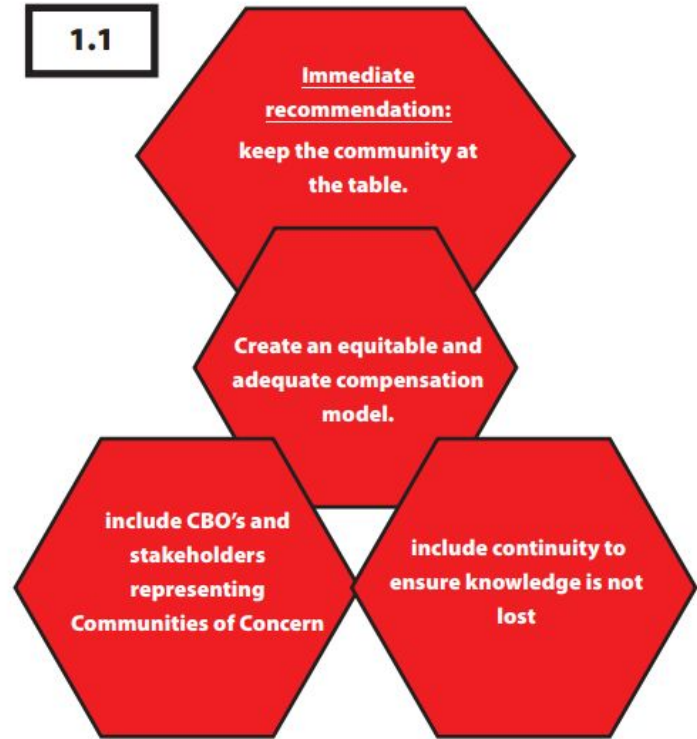 1.1
Immediate
recommendation:
keep the community at
the table.
Create an equitable and
adequate compensation
model.
include CBO's and
stakeholders
representing
Communities of Concern
include continuity to
ensure knowledge is not
lost